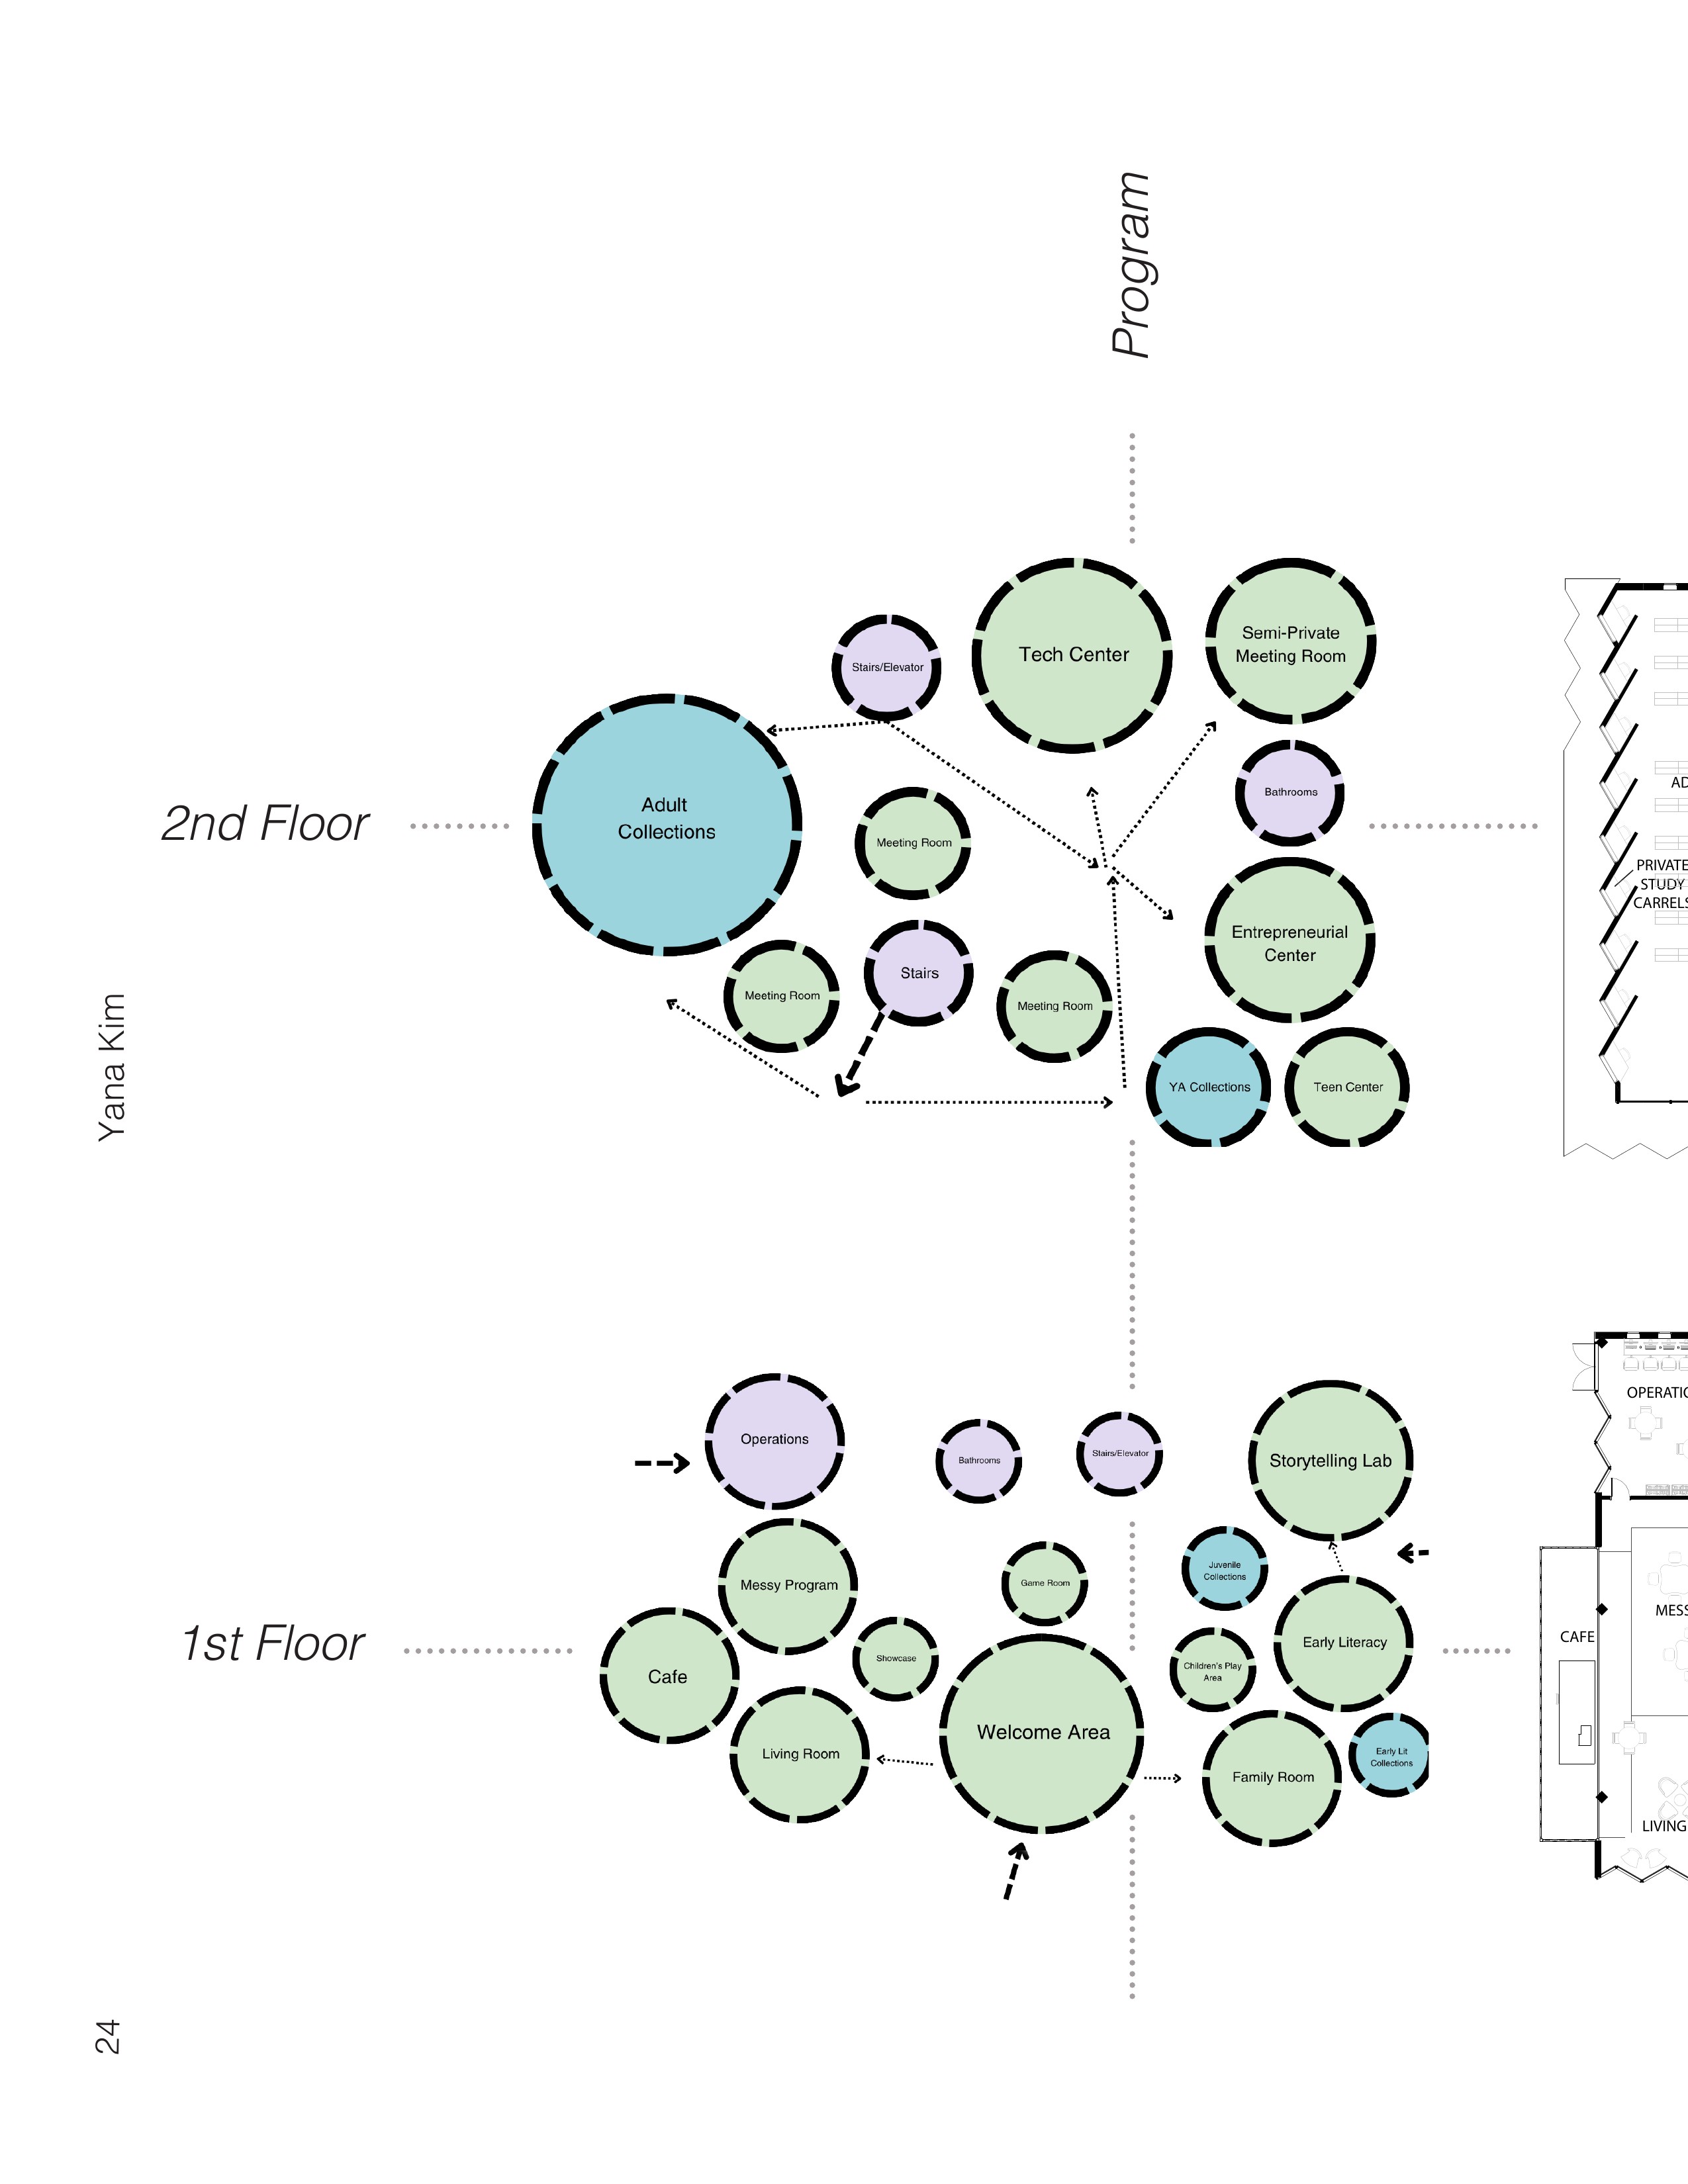 Program
2nd Floor
Stairs/Elevator
Tech Center
Semi-Private
Meeting Room
Adult
Collections
Meeting Room
Bathrooms
Entrepreneurial
Center
Meeting Room
Stairs
Meeting Room
YA Collections
Teen Center
AD
PRIVATE
STUDY
CARRELS
Yana Kim
1st Floor
Operations
Bathrooms
Stairs/Elevator
Storytelling Lab
Messy Program
Game Room
Juvenile
Collections
Cafe
Showcase
Welcome Area
Children's Play
Area
Early Literacy
Living Room
Family Room
Early Lit
Collections
OPERATIO
MESS
CAFE
LIVING
24